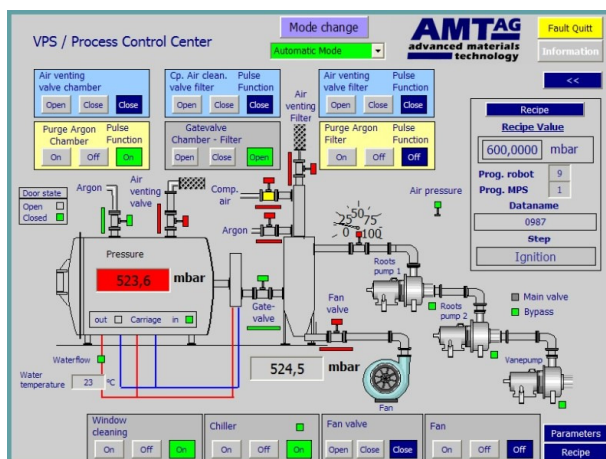 VPS / Process Control Center
Mode change
Automatic Mode
AMTAG
advanced materials
technology
Fault Quitt
Information
<<
Air venting
valve chamber
Open Close Close
Cp. Air clean. Pulse
valve filter Function
Open Close Close
Air
venting
Filter
Air venting Pulse
valve filter Function
Open Close Close
Purge Argon Pulse
Chamber Function
On Off On
Gatevalve
Chamber - Filter
Open Close Open
Purge Argon Pulse
Filter Function
On Off Off
Recipe
Recipe Value
600,0000 mbar
Prog. robot 9
Prog. MPS 1
Dataname
0987
Step
Ignition
Door state
Open
Closed
Argon
Air
venting
valve
Comp.
air
Argon
Air pressure
0 25 50 75 100
Pressure
523,6 mbar
out Carriage in
Gate-
valve
Fan
valve
Roots
pump 1
Roots
pump 2
Main valve
Bypass
Vanepump
Waterflow
Water
temperature 23 °C
524,5 mbar
Fan
Window
cleaning
On Off On
Chiller
On Off On
Fan valve
Open Close Close
Fan
On Off Off
Parameters
Recipe